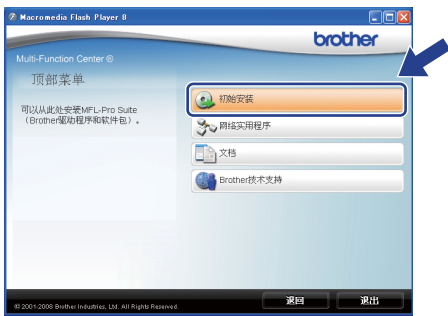 Macromedia Flash Player 8
brother
Multi-Function Center ®
顶部菜单
可以从此处安装MFL-Pro Suite
（Brother驱动程序和软件包）。
初始安装
网络实用程序
文档
Brother技术支持
© 2001-2008 Brother Industries, Ltd. All Rights Reserved.
返回
退出